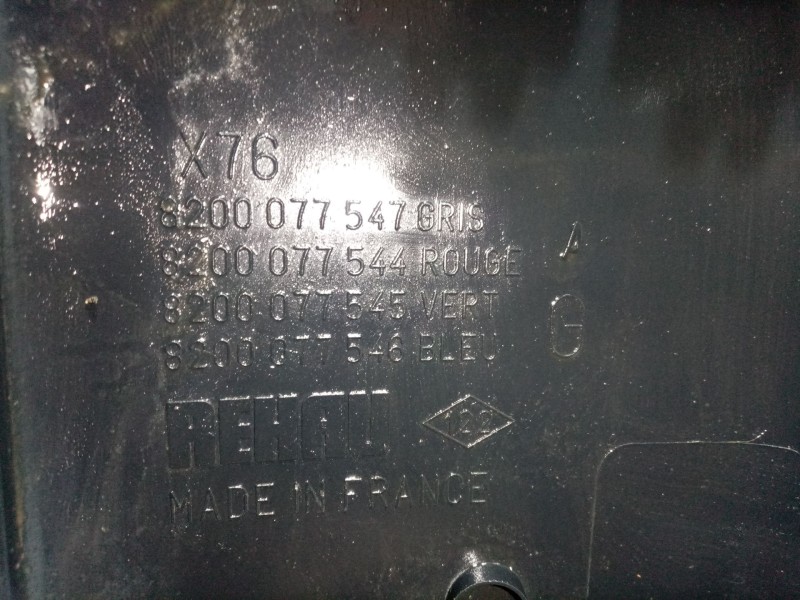 X76
8200 077 547 GRIS
8200 077 544 ROUGE A
8200 077 545 VERT
8200 077 546 BLEU G
REHAU 122
MADE IN FRANCE